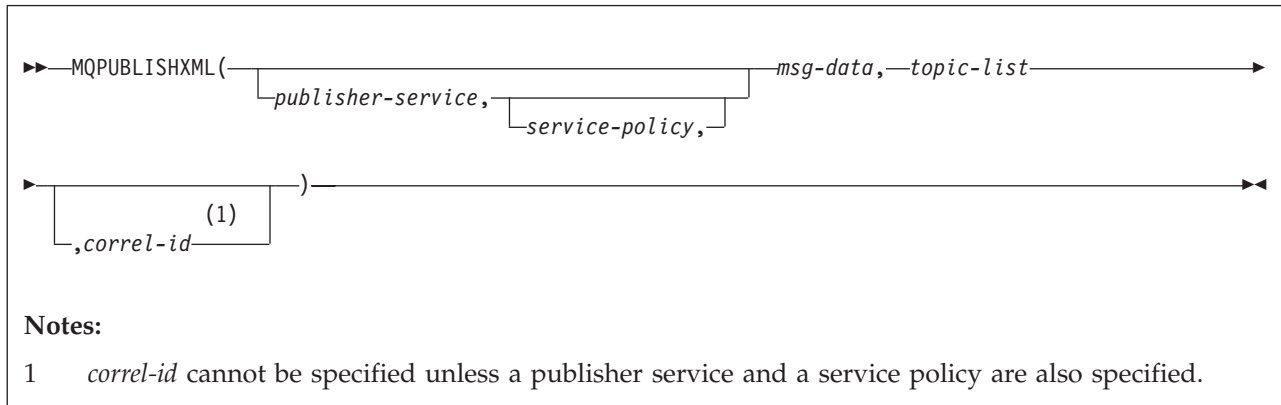 MQPUBLISHXML( msg-data, topic-list
publisher-service,
service-policy,
)
(1)
,correl-id
Notes:
1 correl-id cannot be specified unless a publisher service and a service policy are also specified.